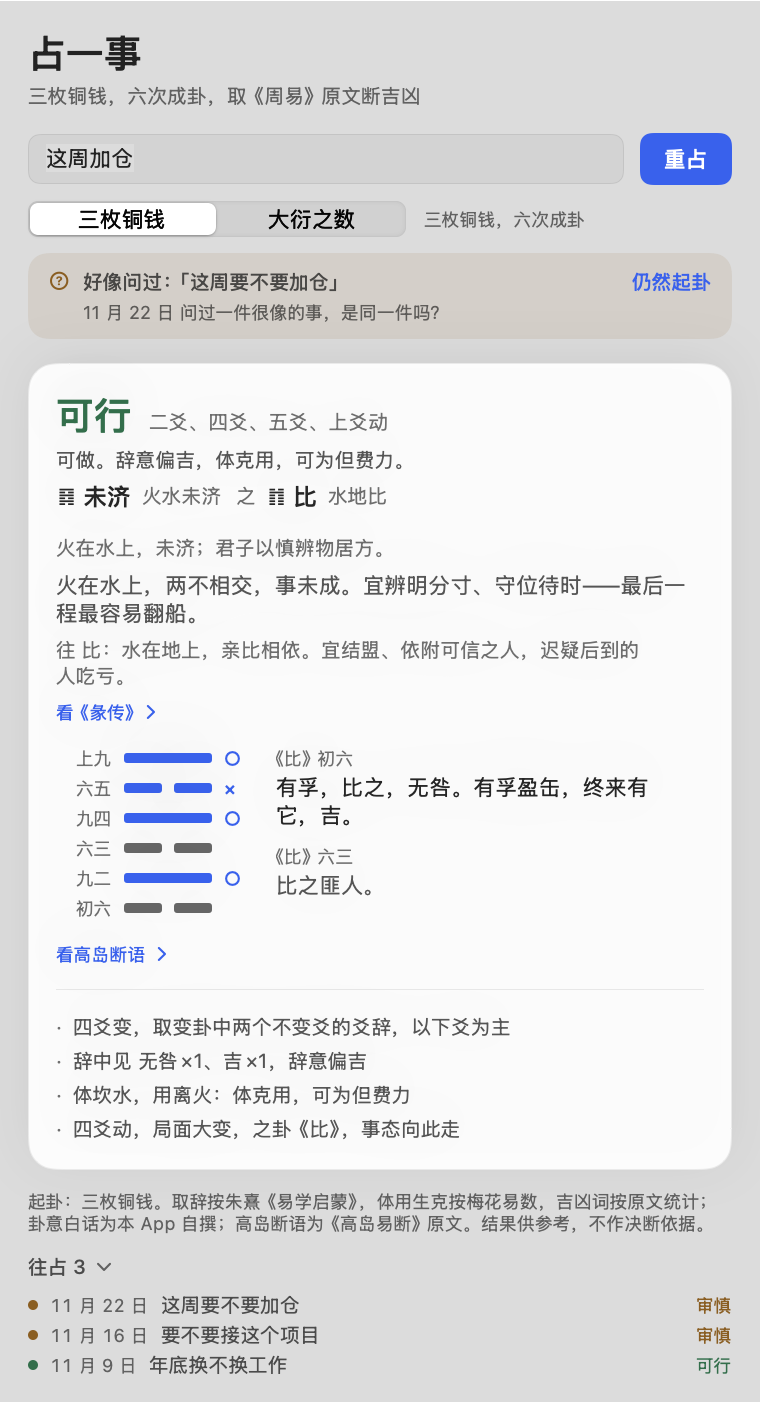 占一事
三枚铜钱，六次成卦，取《周易》原文断吉凶
这周加仓
重占
三枚铜钱
大衍之数
三枚铜钱，六次成卦
好像问过：「这周要不要加仓」
仍然起卦
11 月 22 日 问过一件很像的事，是同一件吗？
可行 二爻、四爻、五爻、上爻动
可做。辞意偏吉，体克用，可为但费力。
䷿ 未济 火水未济 之 ䷇ 比 水地比
火在水上，未济；君子以慎辨物居方。
火在水上，两不相交，事未成。宜辨明分寸、守位待时——最后一
程最容易翻船。
往 比：水在地上，亲比相依。宜结盟、依附可信之人，迟疑后到的
人吃亏。
看《彖传》
上九
六五 ×
九四
六三
九二
初六
《比》初六
有孚，比之，无咎。有孚盈缶，终来有
它，吉。
《比》六三
比之匪人。
看高岛断语
· 四爻变，取变卦中两个不变爻的爻辞，以下爻为主
· 辞中见 无咎×1、吉×1，辞意偏吉
· 体坎水，用离火：体克用，可为但费力
· 四爻动，局面大变，之卦《比》，事态向此走
起卦：三枚铜钱。取辞按朱熹《易学启蒙》，体用生克按梅花易数，吉凶词按原文统计；
卦意白话为本 App 自撰；高岛断语为《高岛易断》原文。结果供参考，不作决断依据。
往占 3
11 月 22 日 这周要不要加仓 审慎
11 月 16 日 要不要接这个项目 审慎
11 月 9 日 年底换不换工作 可行